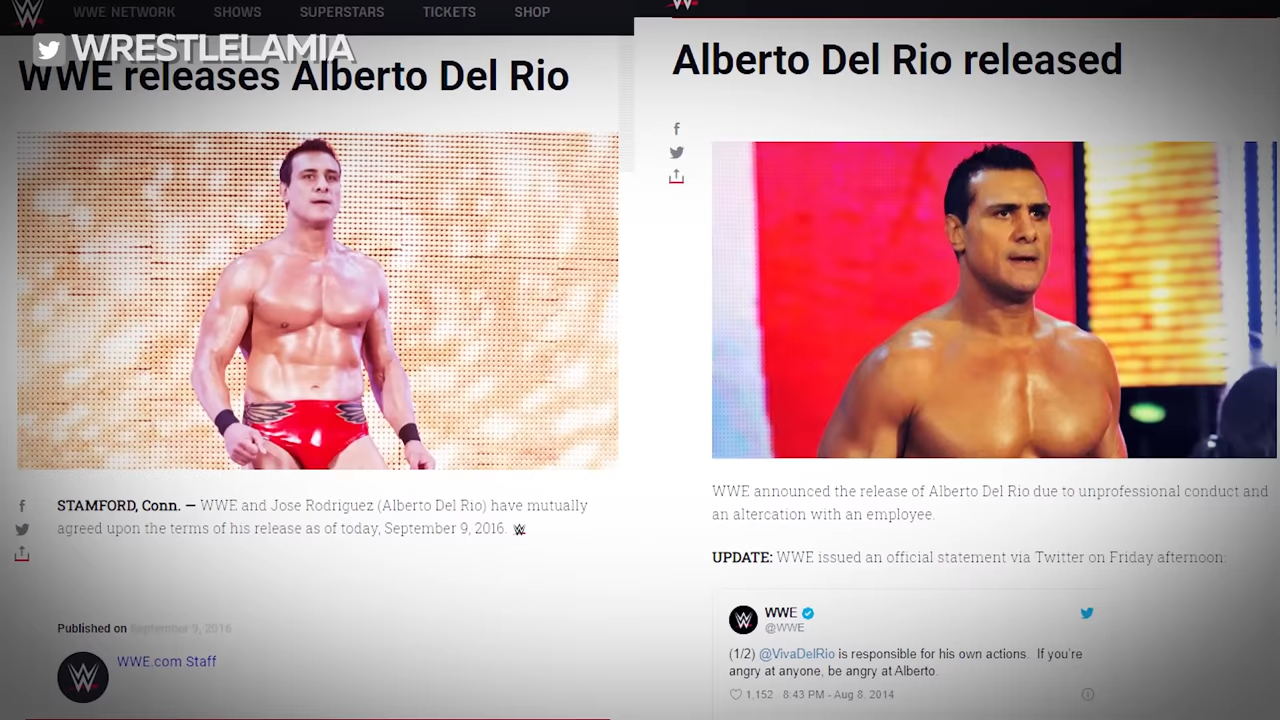 WWE NETWORK SHOWS SUPERSTARS TICKETS SHOP
WRESTLELAMIA
WWE releases Alberto Del Rio
STAMFORD, Conn. — WWE and Jose Rodriguez (Alberto Del Rio) have mutually
agreed upon the terms of his release as of today, September 9, 2016.
Published on September 9, 2016
WWE.com Staff
Alberto Del Rio released
WWE announced the release of Alberto Del Rio due to unprofessional conduct and
an altercation with an employee.
UPDATE: WWE issued an official statement via Twitter on Friday afternoon:
WWE
@WWE
(1/2) @VivaDelRio is responsible for his own actions. If you're
angry at anyone, be angry at Alberto.
1,152 8:43 PM - Aug 8, 2014